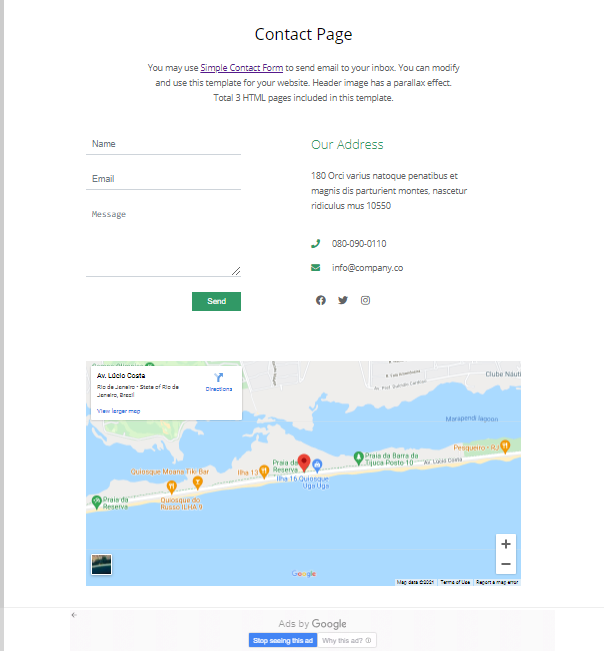 Contact Page
You may use Simple Contact Form to send email to your inbox. You can modify
and use this template for your website. Header image has a parallax effect.
Total 3 HTML pages included in this template.
Name
Email
Message
Send
Our Address
180 Orci varius natoque penatibus et
magnis dis parturient montes, nascetur
ridiculus mus 10550
080-090-0110
info@company.co
Av. Lúcio Costa
Rio de Janeiro - State of Rio de
Janeiro, Brazil
Directions
View larger map
Clube Náuti
Marapendi lagoon
Pesqueiro - RJ
Praia da Barra da
Tijuca Posto 10
Av. Lúcio Costa
Praia da
Reserva
Ilha 13
Ilha 16 Quiosque
Uga Uga
Quiosque Moana Tiki Bar
Quiosque do
Russo ILHA 9
Praia da
Reserva
Google
Map data ©2021
Terms of Use
Report a map error
Ads by Google
Stop seeing this ad
Why this ad?